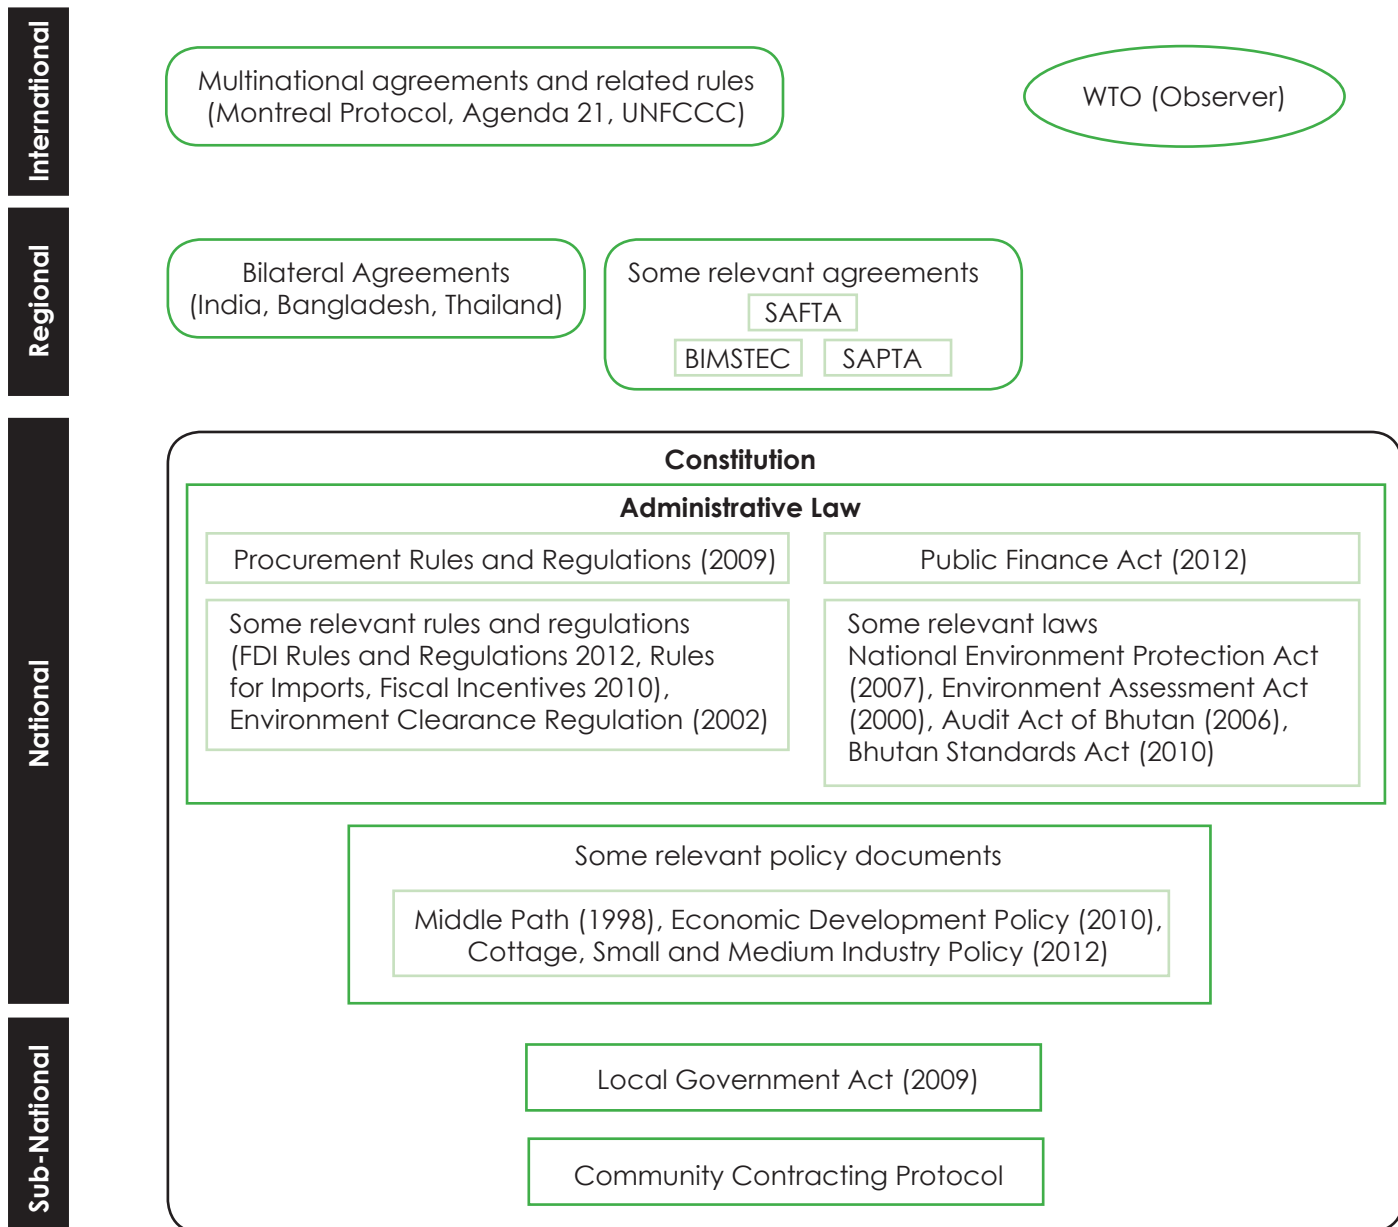 International
Multinational agreements and related rules
(Montreal Protocol, Agenda 21, UNFCCC)
WTO (Observer)
Regional
Bilateral Agreements
(India, Bangladesh, Thailand)
Some relevant agreements
SAFTA
BIMSTEC
SAPTA
National
Constitution
Administrative Law
Procurement Rules and Regulations (2009)
Public Finance Act (2012)
Some relevant rules and regulations
(FDI Rules and Regulations 2012, Rules
for Imports, Fiscal Incentives 2010),
Environment Clearance Regulation (2002)
Some relevant laws
National Environment Protection Act
(2007), Environment Assessment Act
(2000), Audit Act of Bhutan (2006),
Bhutan Standards Act (2010)
Some relevant policy documents
Middle Path (1998), Economic Development Policy (2010),
Cottage, Small and Medium Industry Policy (2012)
Sub-National
Local Government Act (2009)
Community Contracting Protocol